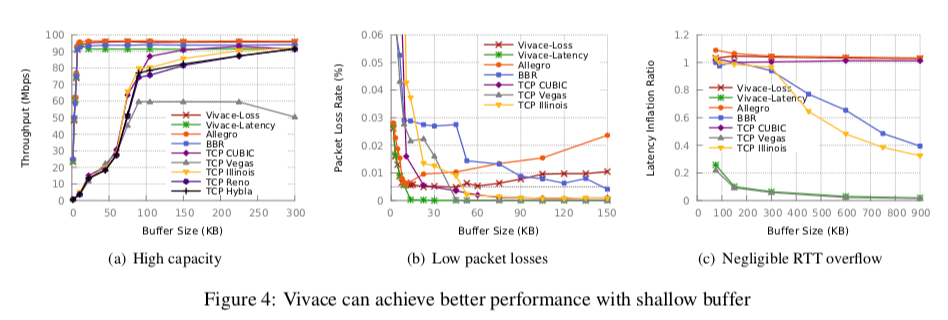 Throughput (Mbps)
100
90
80
70
60
50
40
30
20
10
0
Vivace-Loss
Vivace-Latency
Allegro
BBR
TCP CUBIC
TCP Vegas
TCP Illinois
TCP Reno
TCP Hybla
0 50 100 150 200 250 300
Buffer Size (KB)
(a) High capacity
Packet Loss Rate (%)
0.06
0.05
0.04
0.03
0.02
0.01
0
Vivace-Loss
Vivace-Latency
Allegro
BBR
TCP CUBIC
TCP Vegas
TCP Illinois
0 30 60 90 120 150
Buffer Size (KB)
(b) Low packet losses
Latency Inflation Ratio
1.2
1
0.8
0.6
0.4
0.2
0
Vivace-Loss
Vivace-Latency
Allegro
BBR
TCP CUBIC
TCP Vegas
TCP Illinois
0 100 200 300 400 500 600 700 800 900
Buffer Size (KB)
(c) Negligible RTT overflow
Figure 4: Vivace can achieve better performance with shallow buffer